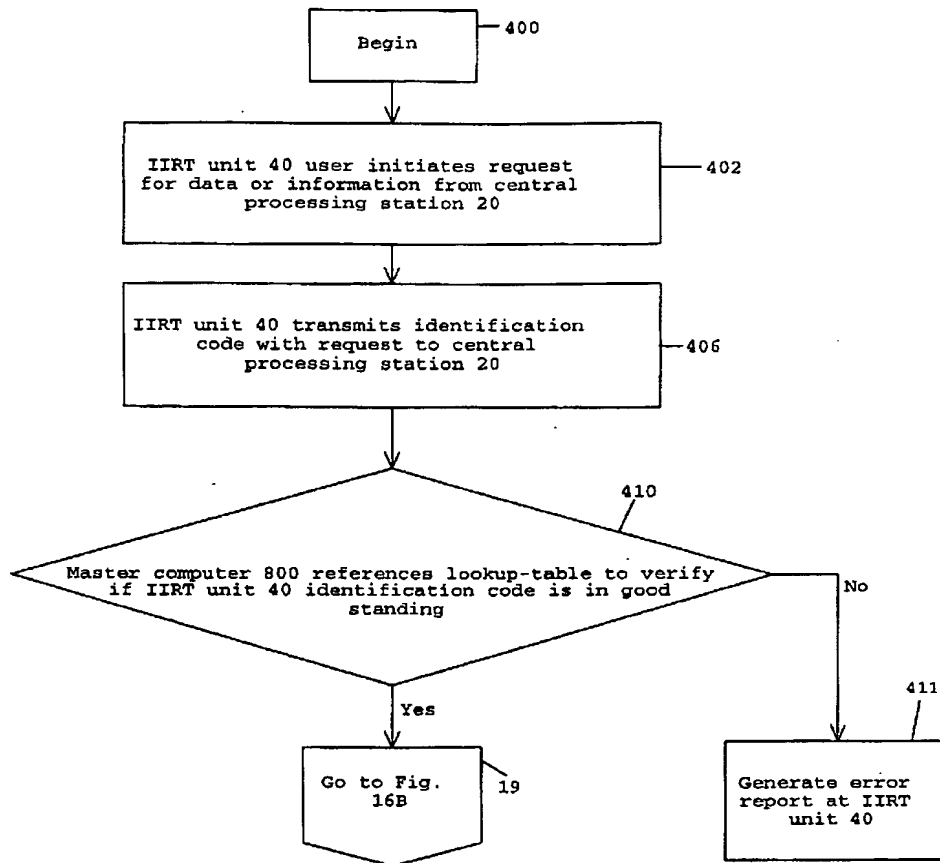 Begin
400
IIRT unit 40 user initiates request
for data or information from central
processing station 20
402
IIRT unit 40 transmits identification
code with request to central
processing station 20
406
410
Master computer 800 references lookup-table to verify
if IIRT unit 40 identification code is in good
standing
No
Yes
411
Go to Fig.
16B
19
Generate error
report at IIRT
unit 40